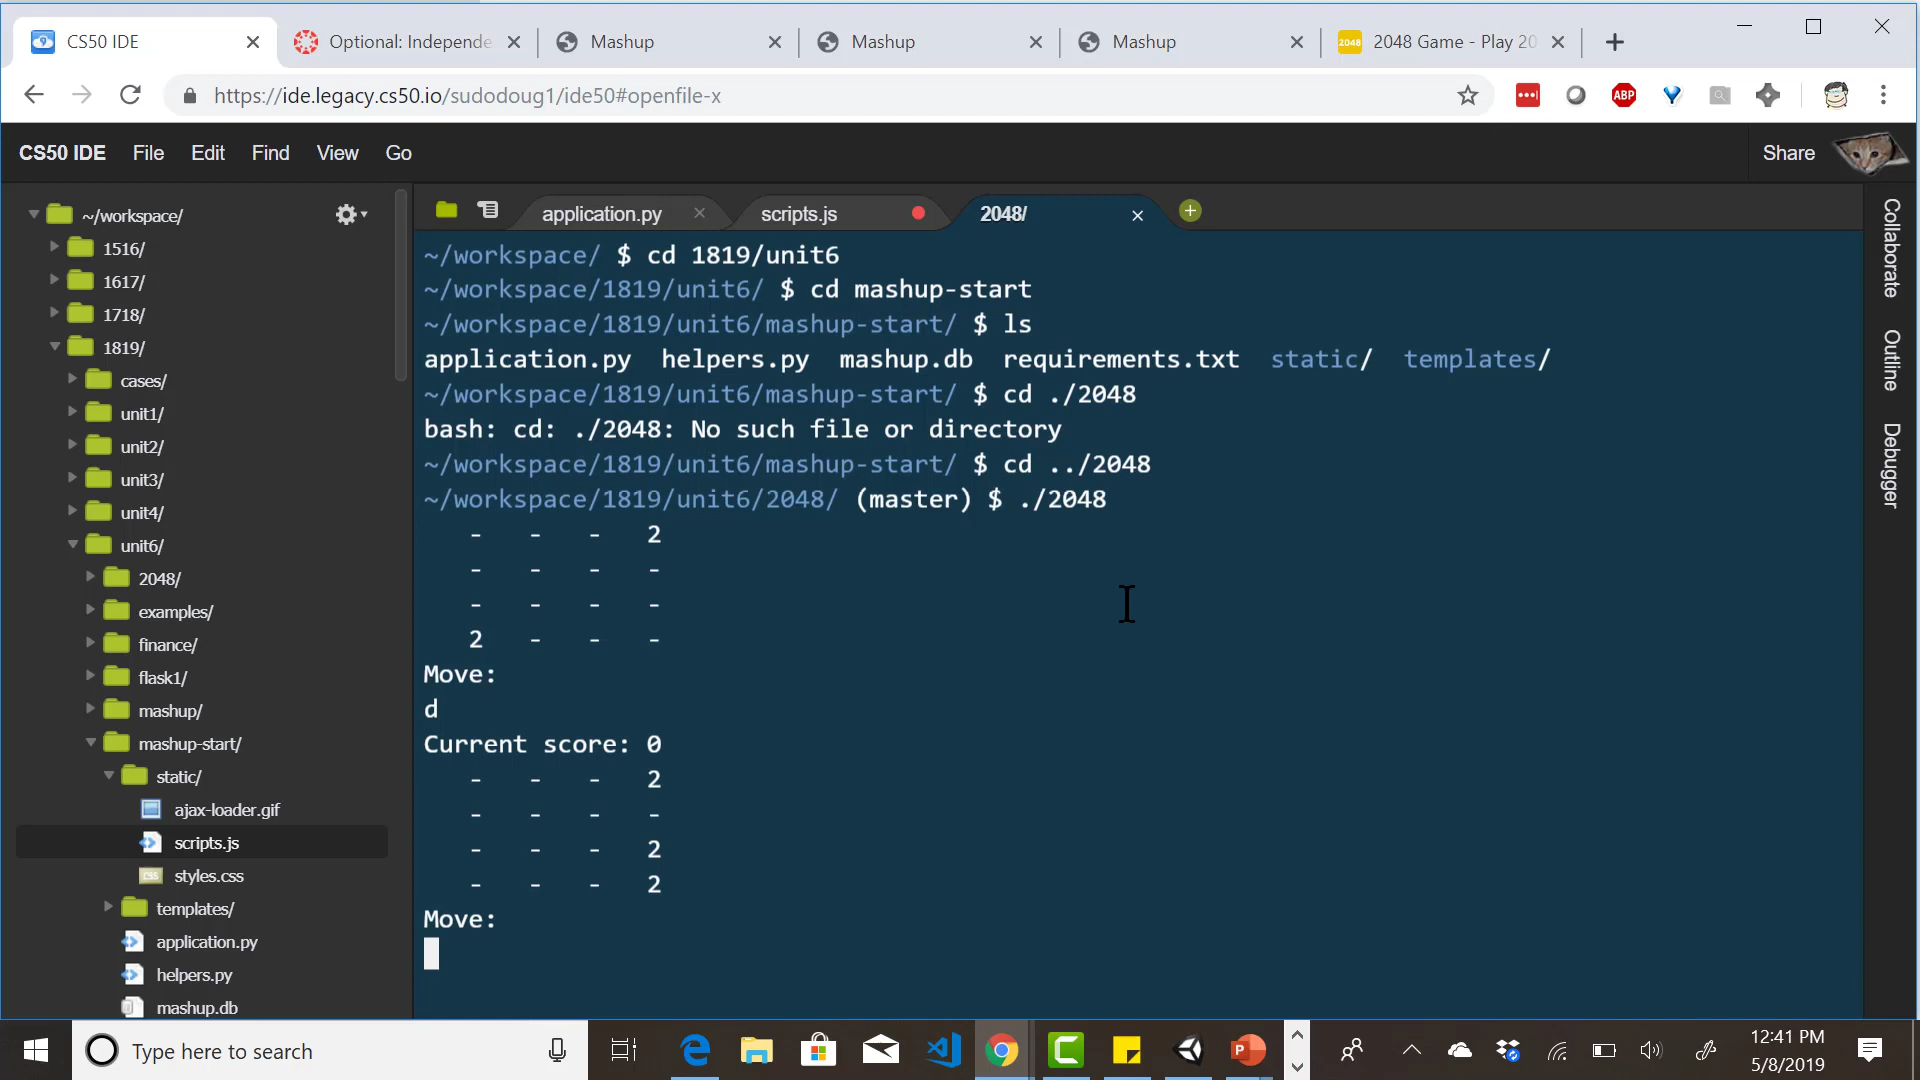 CS50 IDE
Optional: Independe
Mashup
Mashup
Mashup
2048
2048 Game - Play 20
https://ide.legacy.cs50.io/sudodoug1/ide50#openfile-x
ABP
CS50 IDE File Edit Find View Go
Share
~/workspace/
1516/
1617/
1718/
1819/
cases/
unit1/
unit2/
unit3/
unit4/
unit6/
2048/
examples/
finance/
flask1/
mashup/
mashup-start/
static/
ajax-loader.gif
scripts.js
CSS
styles.css
templates/
application.py
helpers.py
mashup.db
application.py
scripts.js
2048/
~/workspace/ $ cd 1819/unit6
~/workspace/1819/unit6/ $ cd mashup-start
~/workspace/1819/unit6/mashup-start/ $ ls
application.py helpers.py mashup.db requirements.txt static/ templates/
~/workspace/1819/unit6/mashup-start/ $ cd ./2048
bash: cd: ./2048: No such file or directory
~/workspace/1819/unit6/mashup-start/ $ cd ../2048
~/workspace/1819/unit6/2048/ (master) $ ./2048
- - - 2
- - - -
- - - -
2 - - -
Move:
d
Current score: 0
- - - 2
- - - -
- - - 2
- - - 2
Move:
Collaborate
Outline
Debugger
Type here to search
12:41 PM
5/8/2019